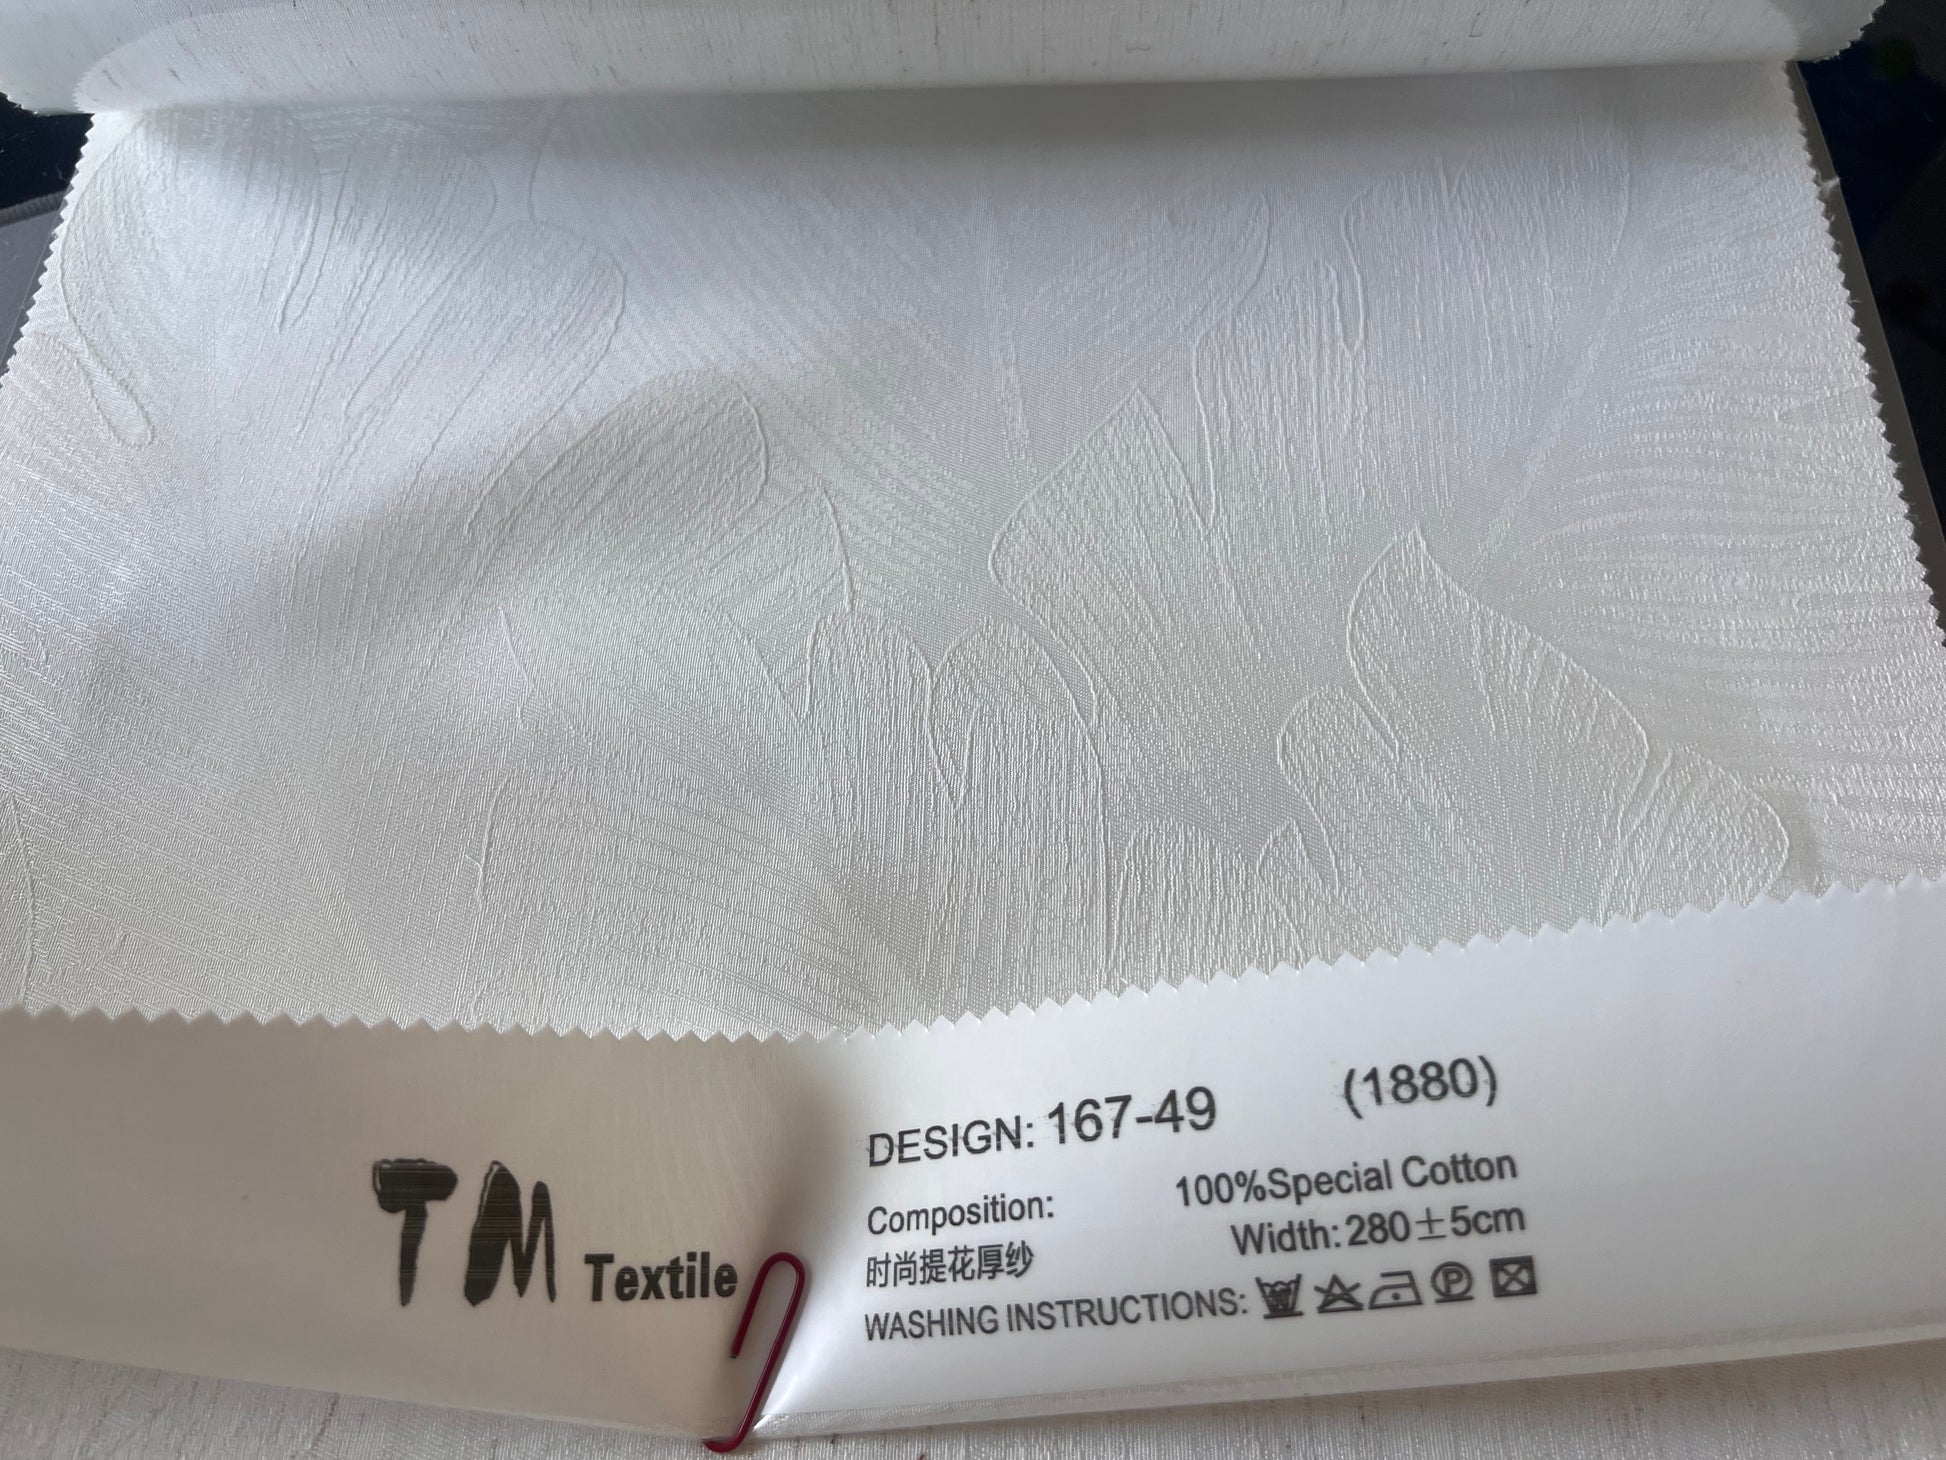 TM Textile
DESIGN: 167-49 (1880)
Composition: 100%Special Cotton
时尚提花厚纱 Width:280±5cm
WASHING INSTRUCTIONS: P